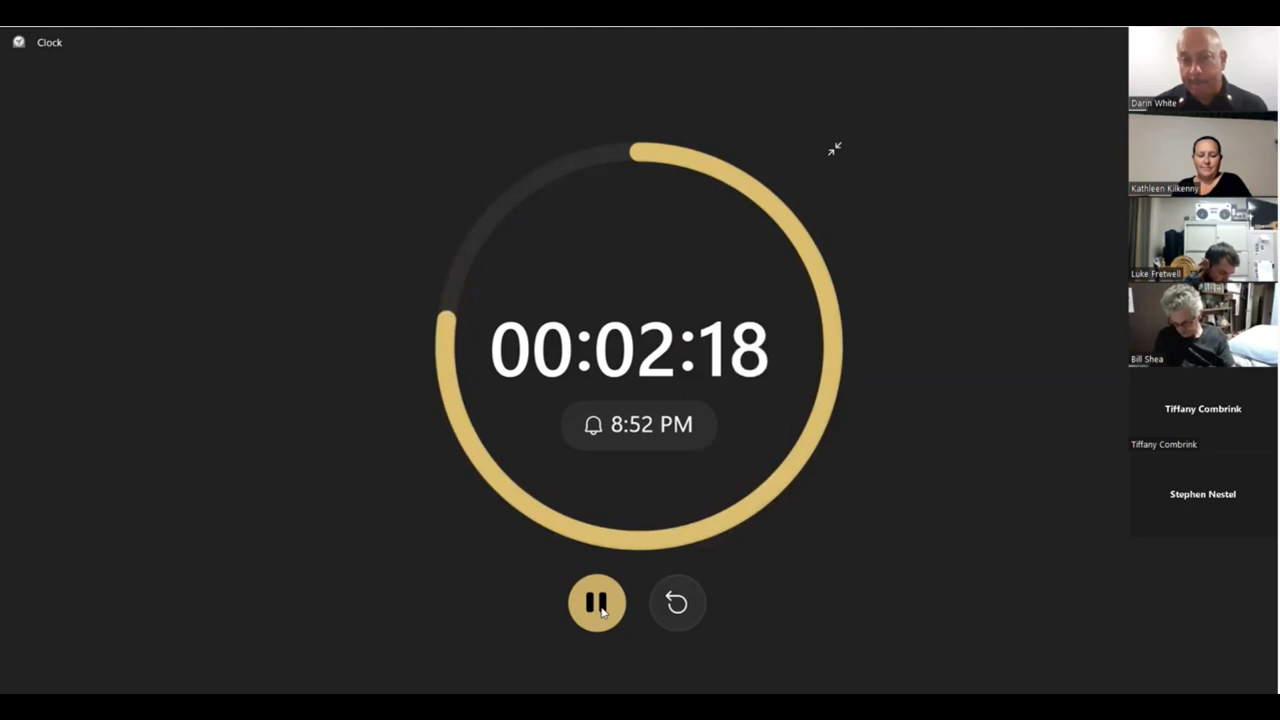 Clock
00:02:18
8:52 PM
Darin White
Kathleen Kilkenny
Luke Fretwell
Bill Shea
Tiffany Combrink
Tiffany Combrink
Stephen Nestel